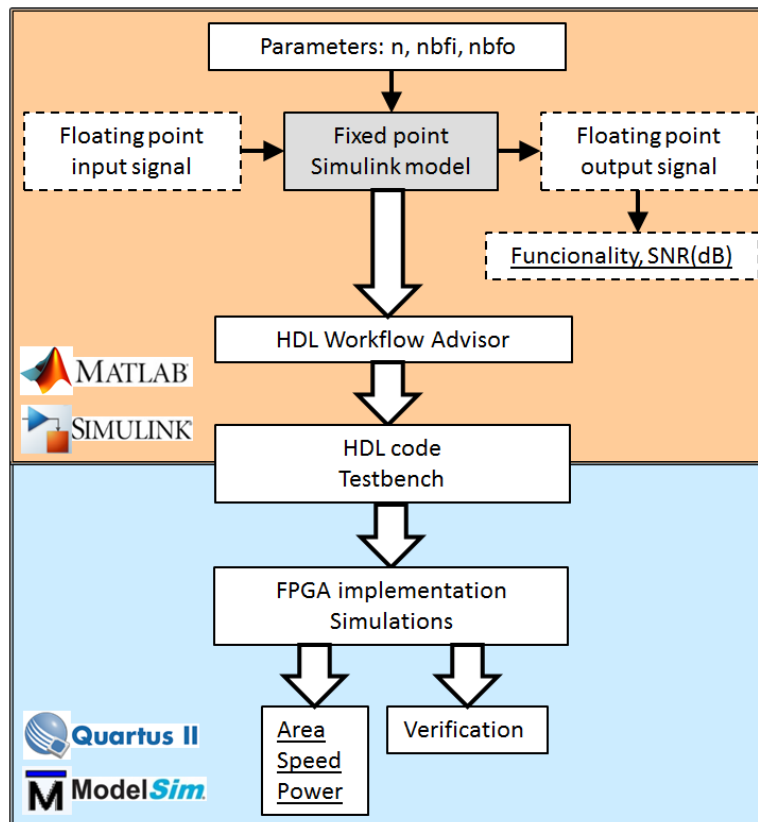 Parameters: n, nbfi, nbfo
Floating point
input signal
Fixed point
Simulink model
Floating point
output signal
Funcionality, SNR(dB)
HDL Workflow Advisor
MATLAB®
SIMULINK®
HDL code
Testbench
FPGA implementation
Simulations
Area
Speed
Power
Verification
Quartus II
M ModelSim.